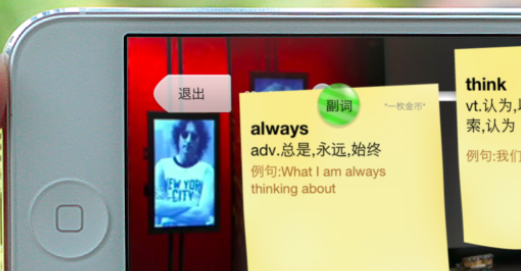 退出
副词
"一枚金币"
always
adv.总是,永远,始终
例句:What I am always
thinking about
think
vt.认为,
索,认为
例句:我们
NEW YORK
CITY